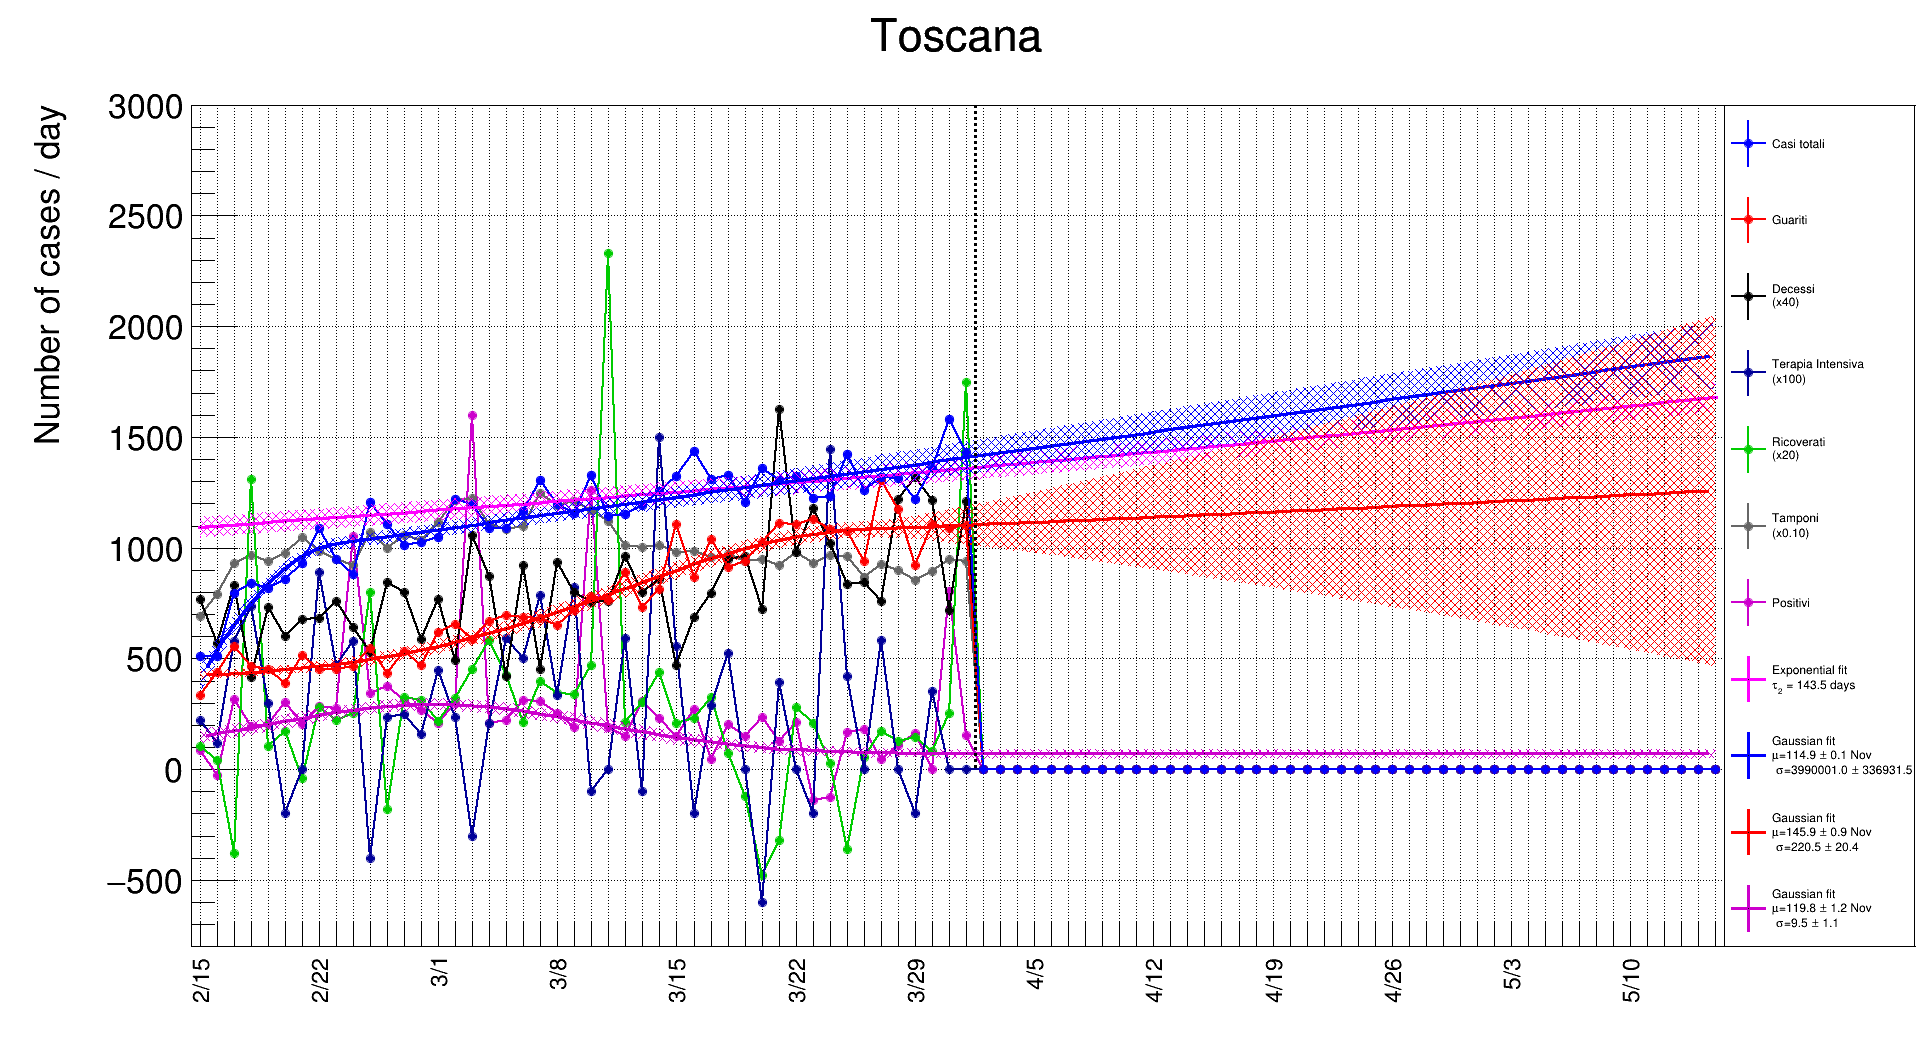 Toscana
Number of cases / day
3000
2500
2000
1500
1000
500
0
−500
2/15
2/22
3/1
3/8
3/15
3/22
3/29
4/5
4/12
4/19
4/26
5/3
5/10
Casi totali
Guariti
Decessi
(x40)
Terapia Intensiva
(x100)
Ricoverati
(x20)
Tamponi
(x0.10)
Positivi
Exponential fit
τ2 = 143.5 days
Gaussian fit
μ=114.9 ± 0.1 Nov
σ=3990001.0 ± 336931.5
Gaussian fit
μ=145.9 ± 0.9 Nov
σ=220.5 ± 20.4
Gaussian fit
μ=119.8 ± 1.2 Nov
σ=9.5 ± 1.1